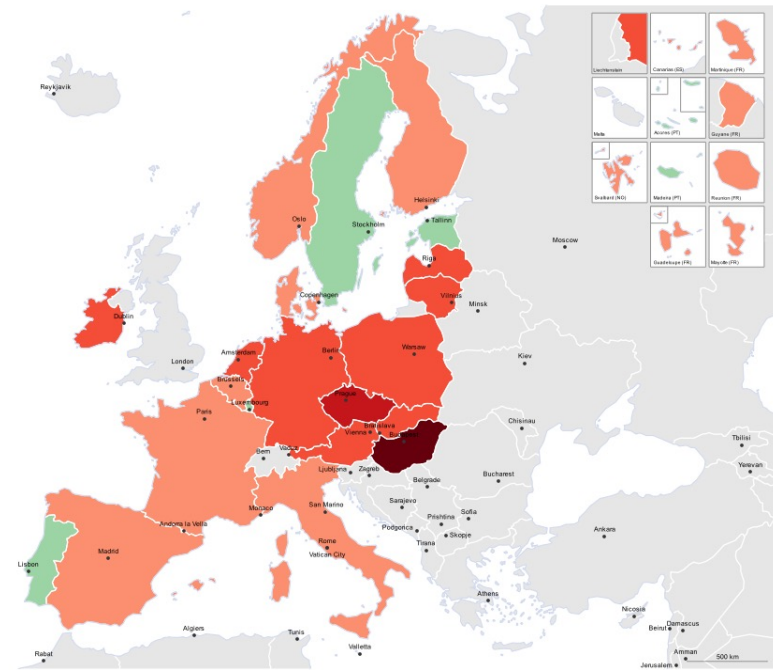 Reykjavik
Liechtenstein
Canarias (ES)
Martinique (FR)
Malta
Açores (PT)
Guyane (FR)
Svalbard (NO)
Madeira (PT)
Réunion (FR)
Guadeloupe (FR)
Mayotte (FR)
Helsinki
Oslo
Tallinn
Stockholm
Moscow
Riga
Copenhagen
Vilnius
Minsk
Dublin
Amsterdam
Berlin
Warsaw
London
Kiev
Brussels
Prague
Luxembourg
Paris
Bratislava
Vienna
Chisinau
Vaduz
Bern
Tbilisi
Ljubljana
Zagreb
Yerevan
Bucharest
Belgrade
San Marino
Sarajevo
Monaco
Andorra la Vella
Prishtina
Sofia
Podgorica
Skopje
Ankara
Rome
Vatican City
Tirana
Madrid
Lisbon
Athens
Nicosia
Algiers
Tunis
Beirut
Damascus
Valletta
Rabat
Amman
500 km
Jerusalem